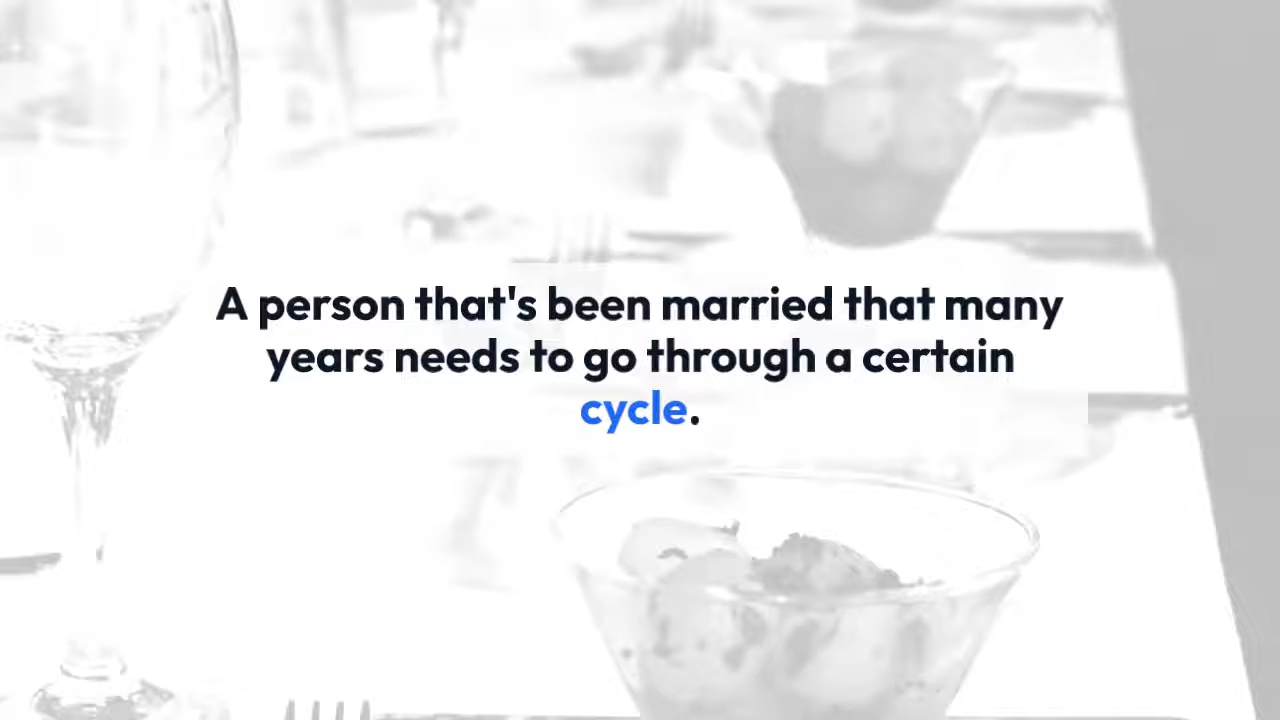 A person that's been married that many
years needs to go through a certain
cycle.